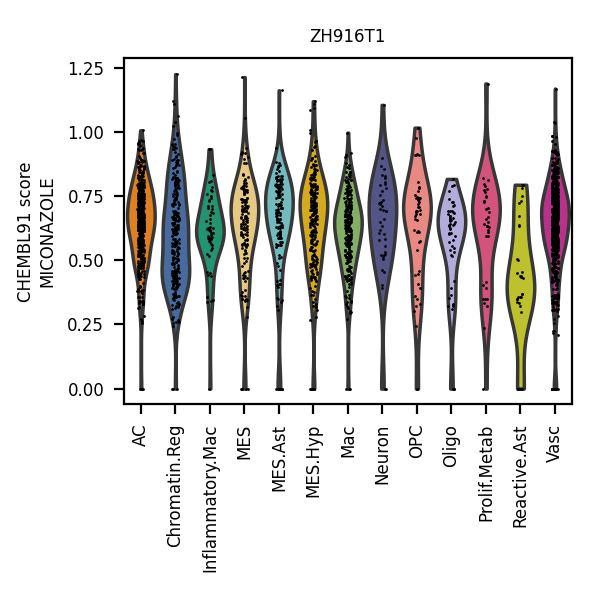 ZH916T1
CHEMBL91 score
MICONAZOLE
1.25
1.00
0.75
0.50
0.25
0.00
AC
Chromatin.Reg
Inflammatory.Mac
MES
MES.Ast
MES.Hyp
Mac
Neuron
OPC
Oligo
Prolif.Metab
Reactive.Ast
Vasc